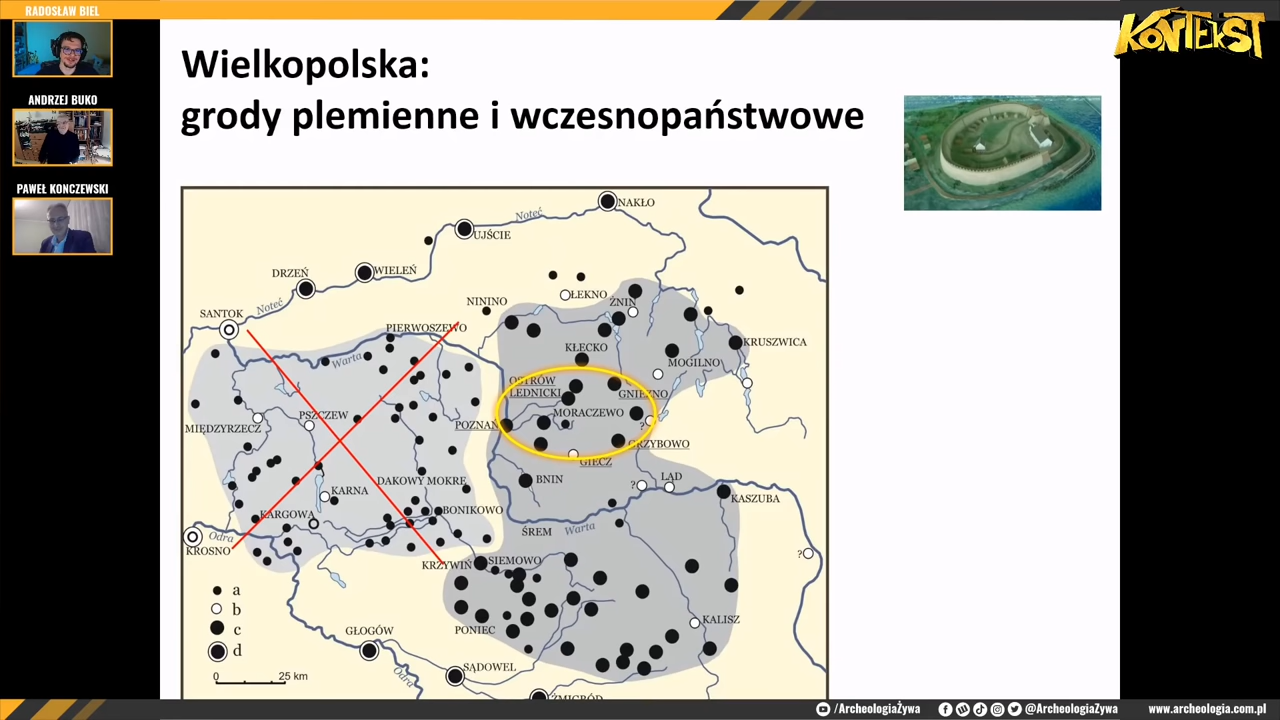 RADOSŁAW BIEL
ANDRZEJ BUKO
PAWEŁ KONCZEWSKI
KONTEKST
Wielkopolska:
grody plemienne i wczesnopaństwowe
NAKŁO
Noteć
UJŚCIE
WIELEŃ
DRZEŃ
Noteć
SANTOK
ŁEKNO
ŻNIN
NININO
PIERWOSZEWO
KRUSZWICA
KŁECKO
Warta
MOGILNO
OSTRÓW
LEDNICKI
GNIEZNO
MORACZEWO
PSZCZEW
MIĘDZYRZECZ
POZNAŃ
?
GRZYBOWO
GIECZ
DAKOWY MOKRE
BNIN
LĄD
?
KARNA
KASZUBA
KARGOWA
BONIKOWO
ŚREM
Warta
Odra
KROSNO
?
KRZYWIŃ
SIEMOWO
a
b
c
d
PONIEC
KALISZ
GŁOGÓW
SĄDOWEL
Odra
0 25 km
ŻMIGRÓD
/ArcheologiaŻywa
@ArcheologiaZywa
www.archeologia.com.pl